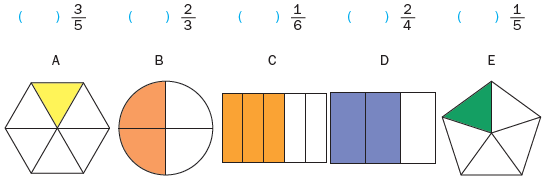 (    ) 3/5 (    ) 2/3 (    ) 1/6 (    ) 2/4 (    ) 1/5
A B C D E